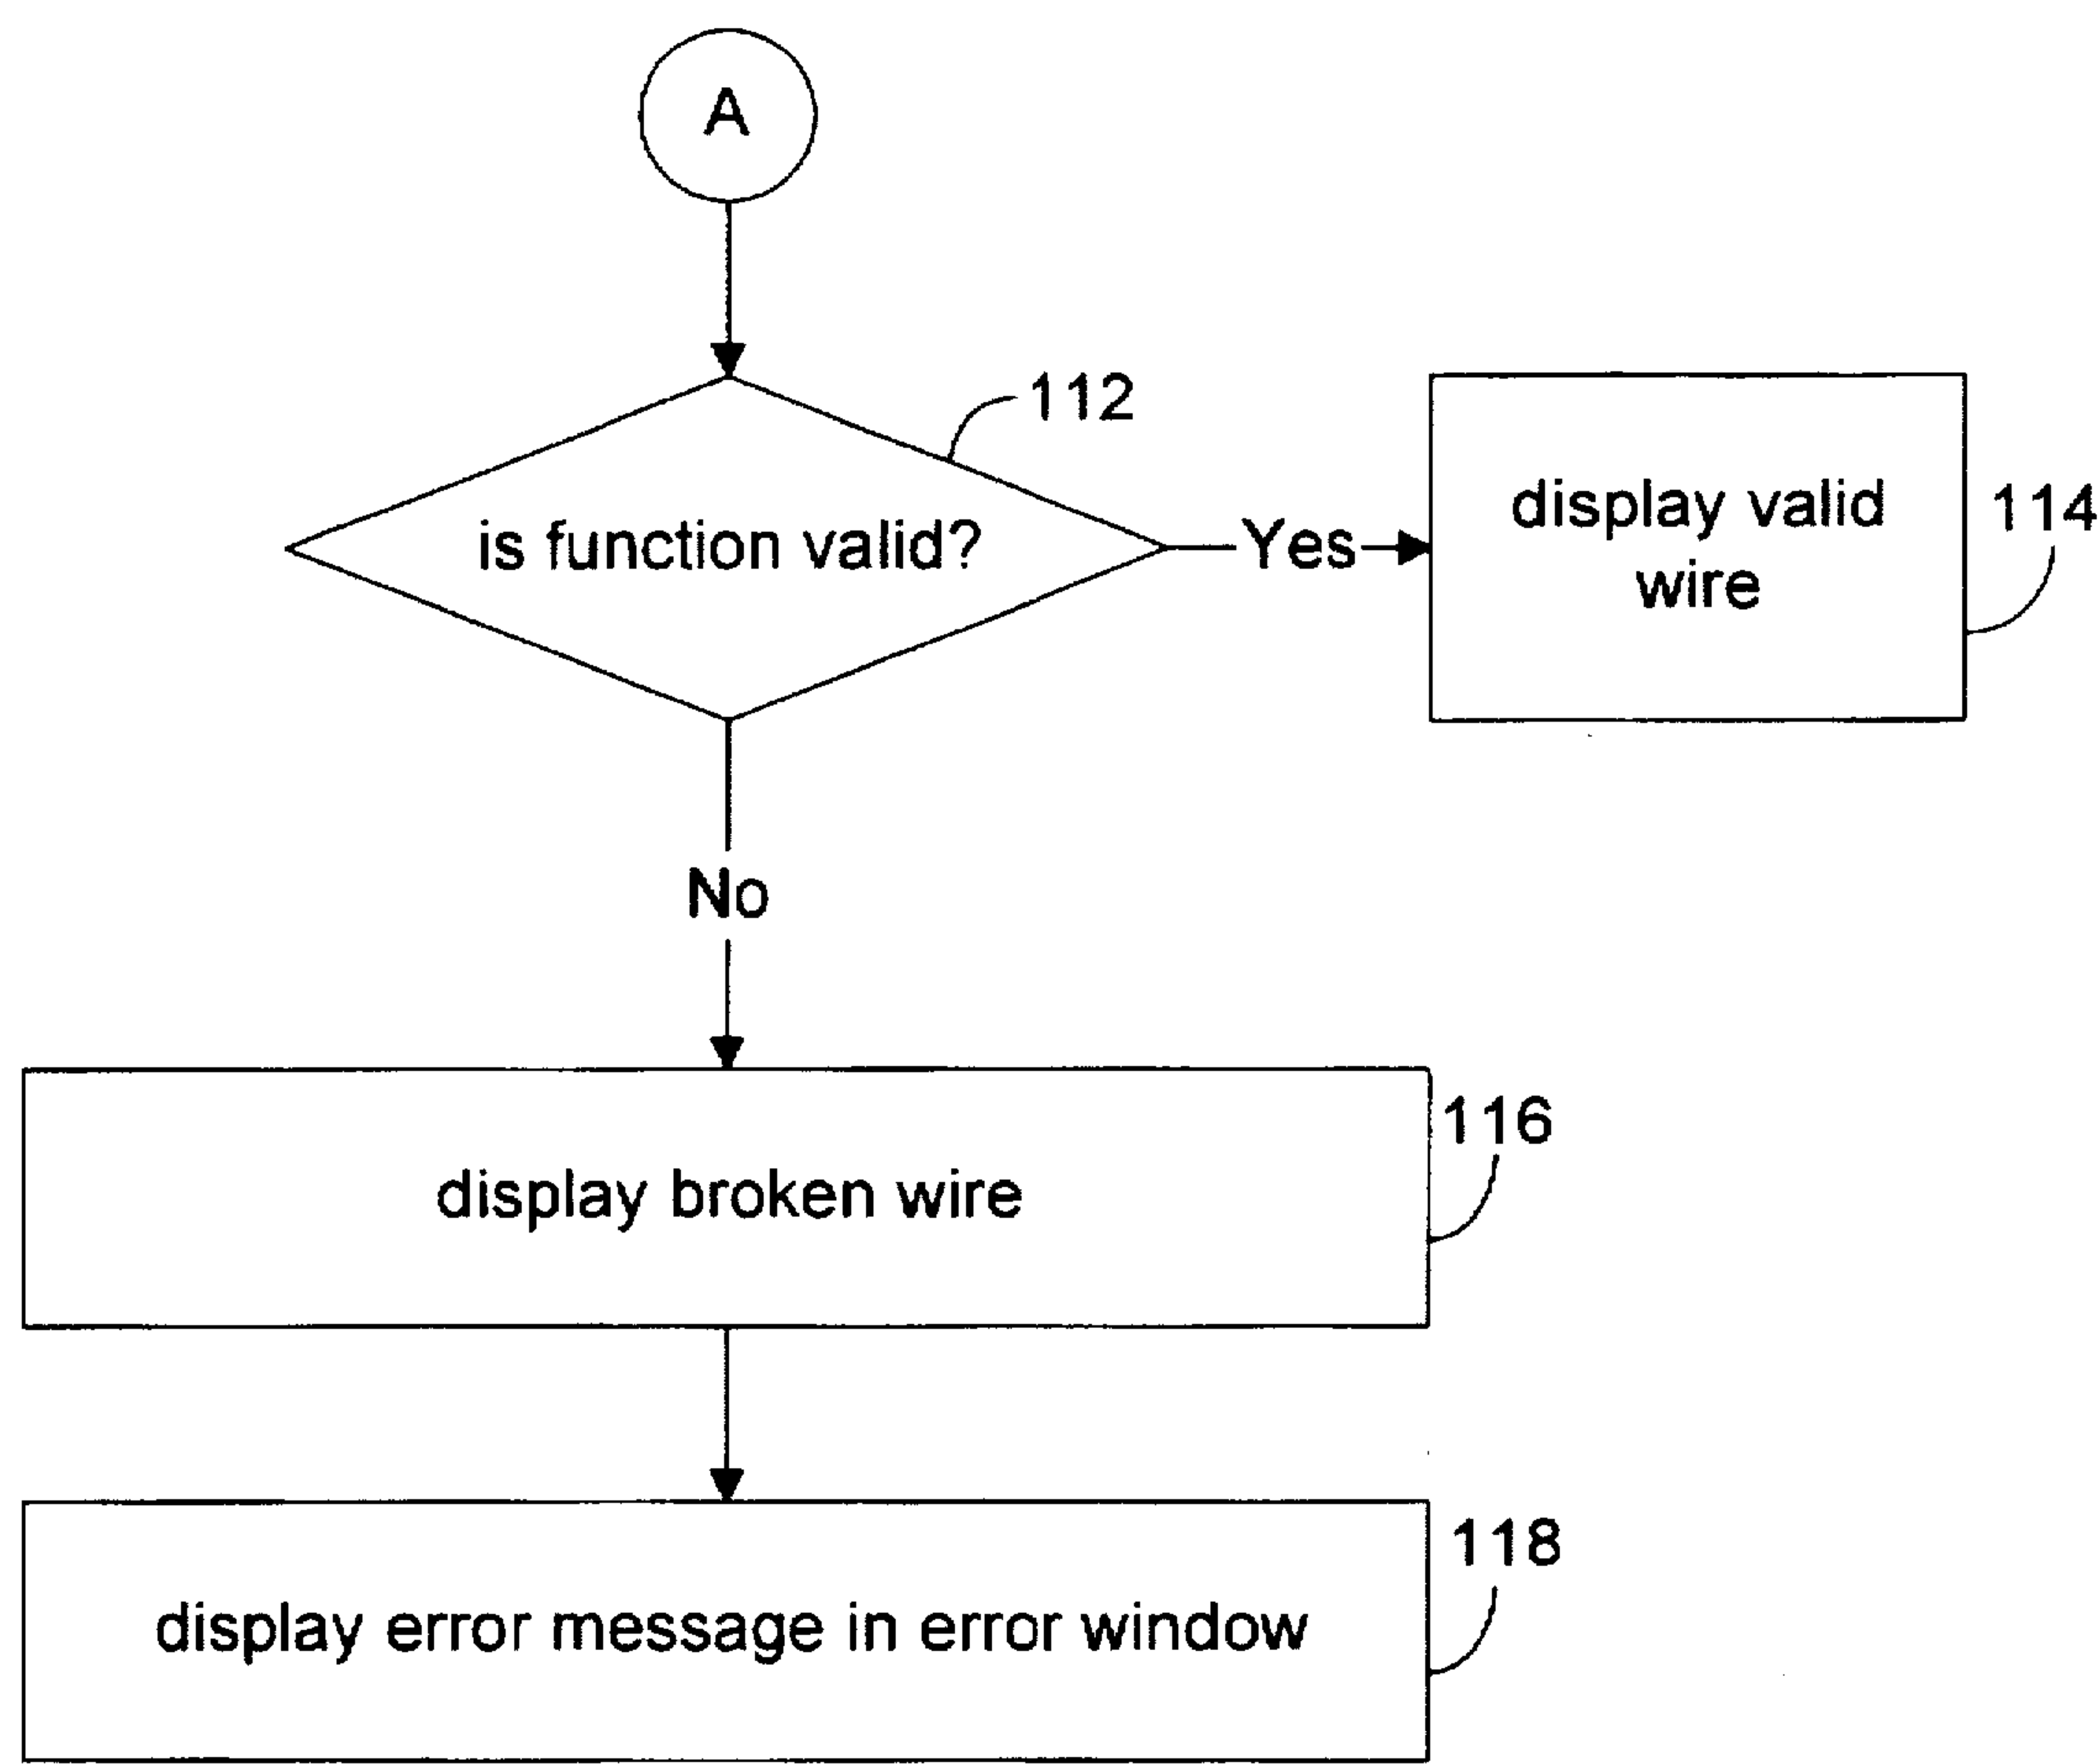 A
112
is function valid?
Yes
display valid
wire
114
No
display broken wire
116
display error message in error window
118